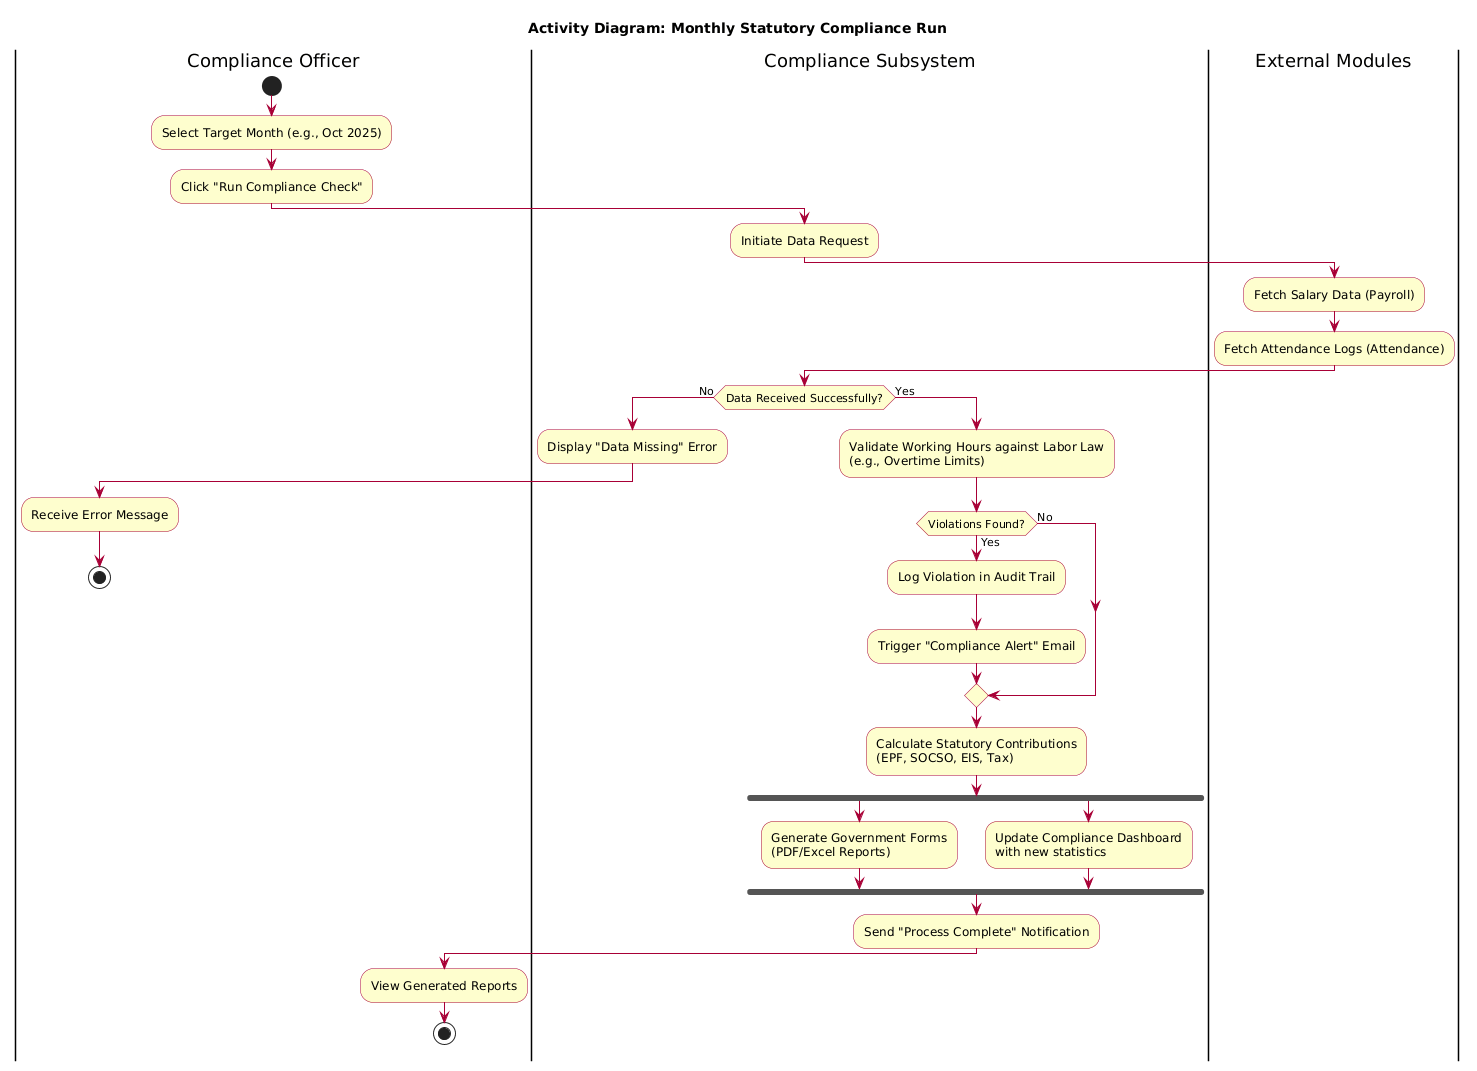 Activity Diagram: Monthly Statutory Compliance Run
Compliance Officer
Compliance Subsystem
External Modules
Select Target Month (e.g., Oct 2025)
Click "Run Compliance Check"
Initiate Data Request
Fetch Salary Data (Payroll)
Fetch Attendance Logs (Attendance)
No
Data Received Successfully?
Yes
Display "Data Missing" Error
Validate Working Hours against Labor Law
(e.g., Overtime Limits)
Receive Error Message
Violations Found?
No
Yes
Log Violation in Audit Trail
Trigger "Compliance Alert" Email
Calculate Statutory Contributions
(EPF, SOCSO, EIS, Tax)
Generate Government Forms
(PDF/Excel Reports)
Update Compliance Dashboard
with new statistics
Send "Process Complete" Notification
View Generated Reports